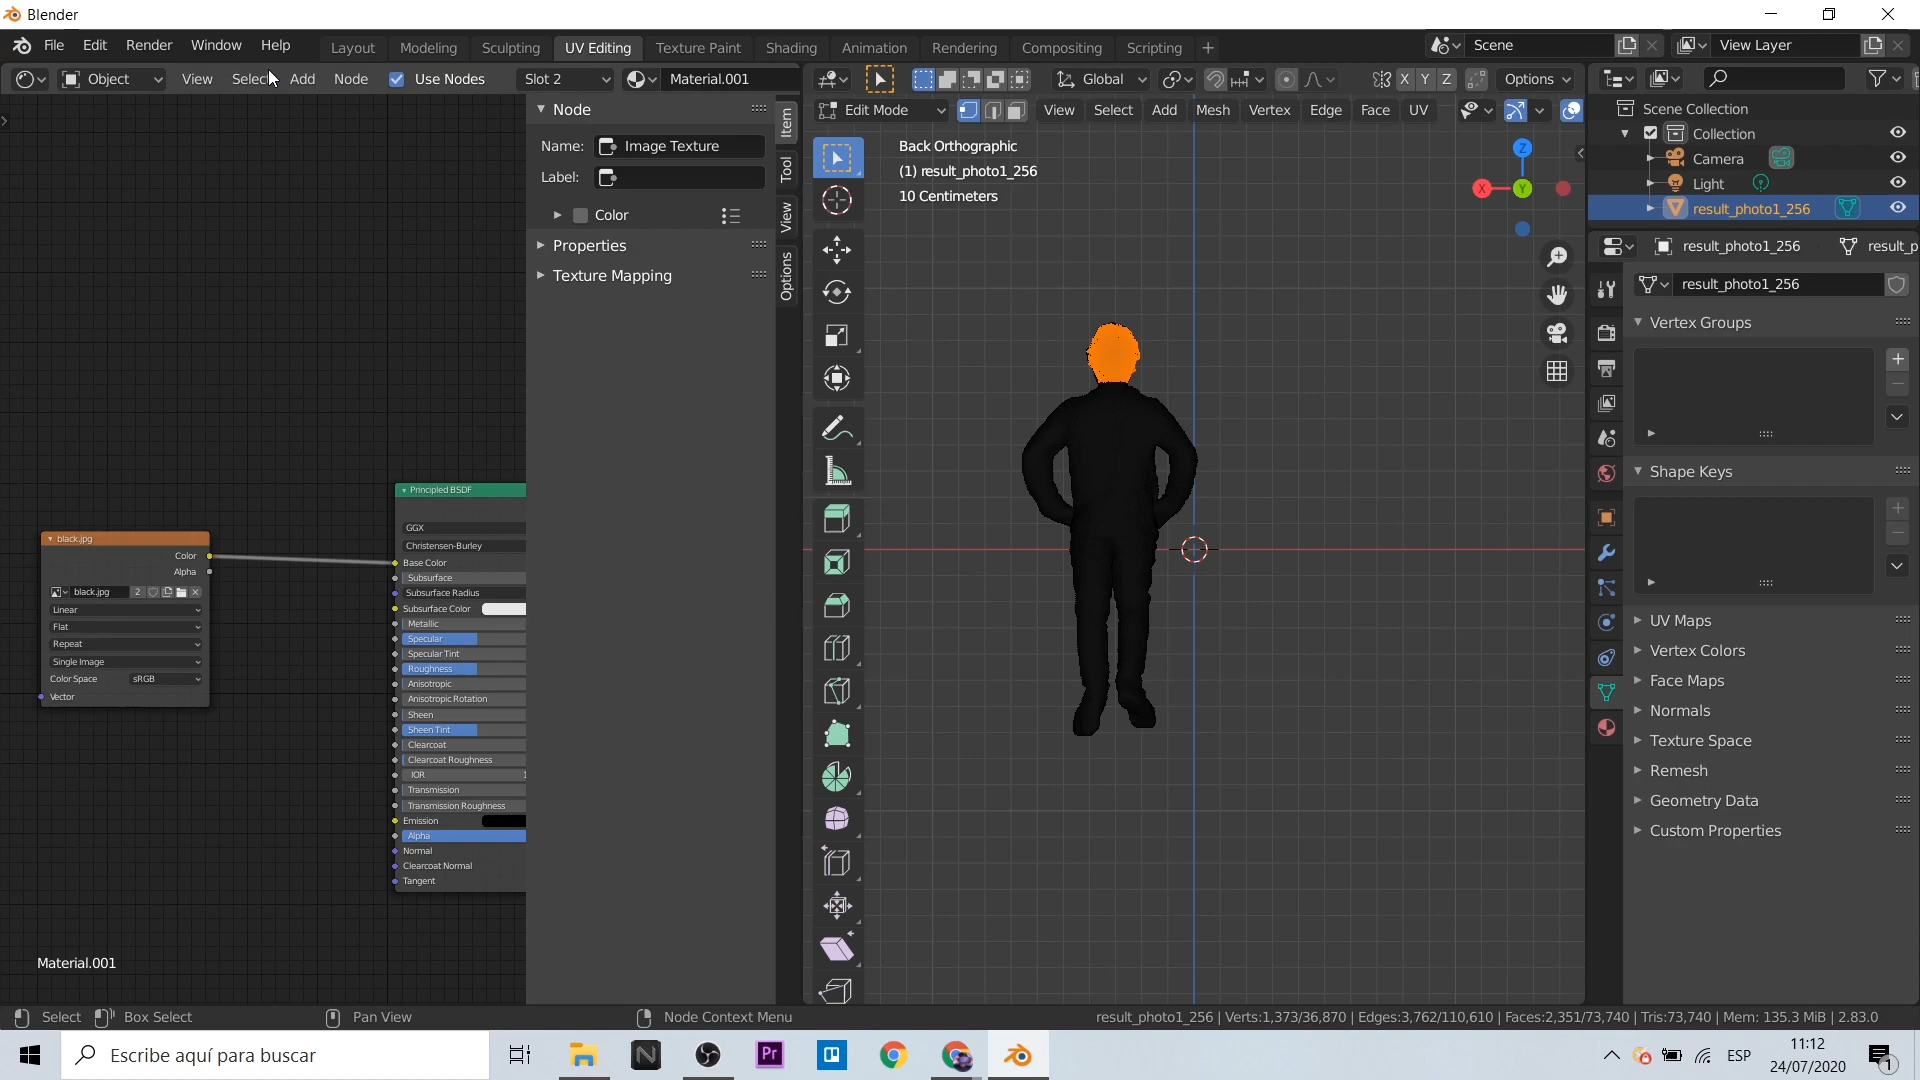 Blender
File Edit Render Window Help
Layout Modeling Sculpting UV Editing Texture Paint Shading Animation Rendering Compositing Scripting +
Scene
View Layer
Object View Select Add Node Use Nodes Slot 2 Material.001
Global X Y Z Options
Edit Mode View Select Add Mesh Vertex Edge Face UV
Node
Name: Image Texture
Label:
Color
Properties
Texture Mapping
Item
Tool
View
Options
Back Orthographic
(1) result_photo1_256
10 Centimeters
Z
X
Y
Scene Collection
Collection
Camera
Light
result_photo1_256
result_photo1_256 result_p
result_photo1_256
Vertex Groups
Shape Keys
UV Maps
Vertex Colors
Face Maps
Normals
Texture Space
Remesh
Geometry Data
Custom Properties
black.jpg
Color
Alpha
black.jpg 2
Linear
Flat
Repeat
Single Image
Color Space sRGB
Vector
Principled BSDF
GGX
Christensen-Burley
Base Color
Subsurface
Subsurface Radius
Subsurface Color
Metallic
Specular
Specular Tint
Roughness
Anisotropic
Anisotropic Rotation
Sheen
Sheen Tint
Clearcoat
Clearcoat Roughness
IOR 1
Transmission
Transmission Roughness
Emission
Alpha
Normal
Clearcoat Normal
Tangent
Material.001
Select Box Select Pan View Node Context Menu
result_photo1_256 | Verts:1,373/36,870 | Edges:3,762/110,610 | Faces:2,351/73,740 | Tris:73,740 | Mem: 135.3 MiB | 2.83.0
Escribe aquí para buscar
N
Pr
ESP
11:12
24/07/2020
1